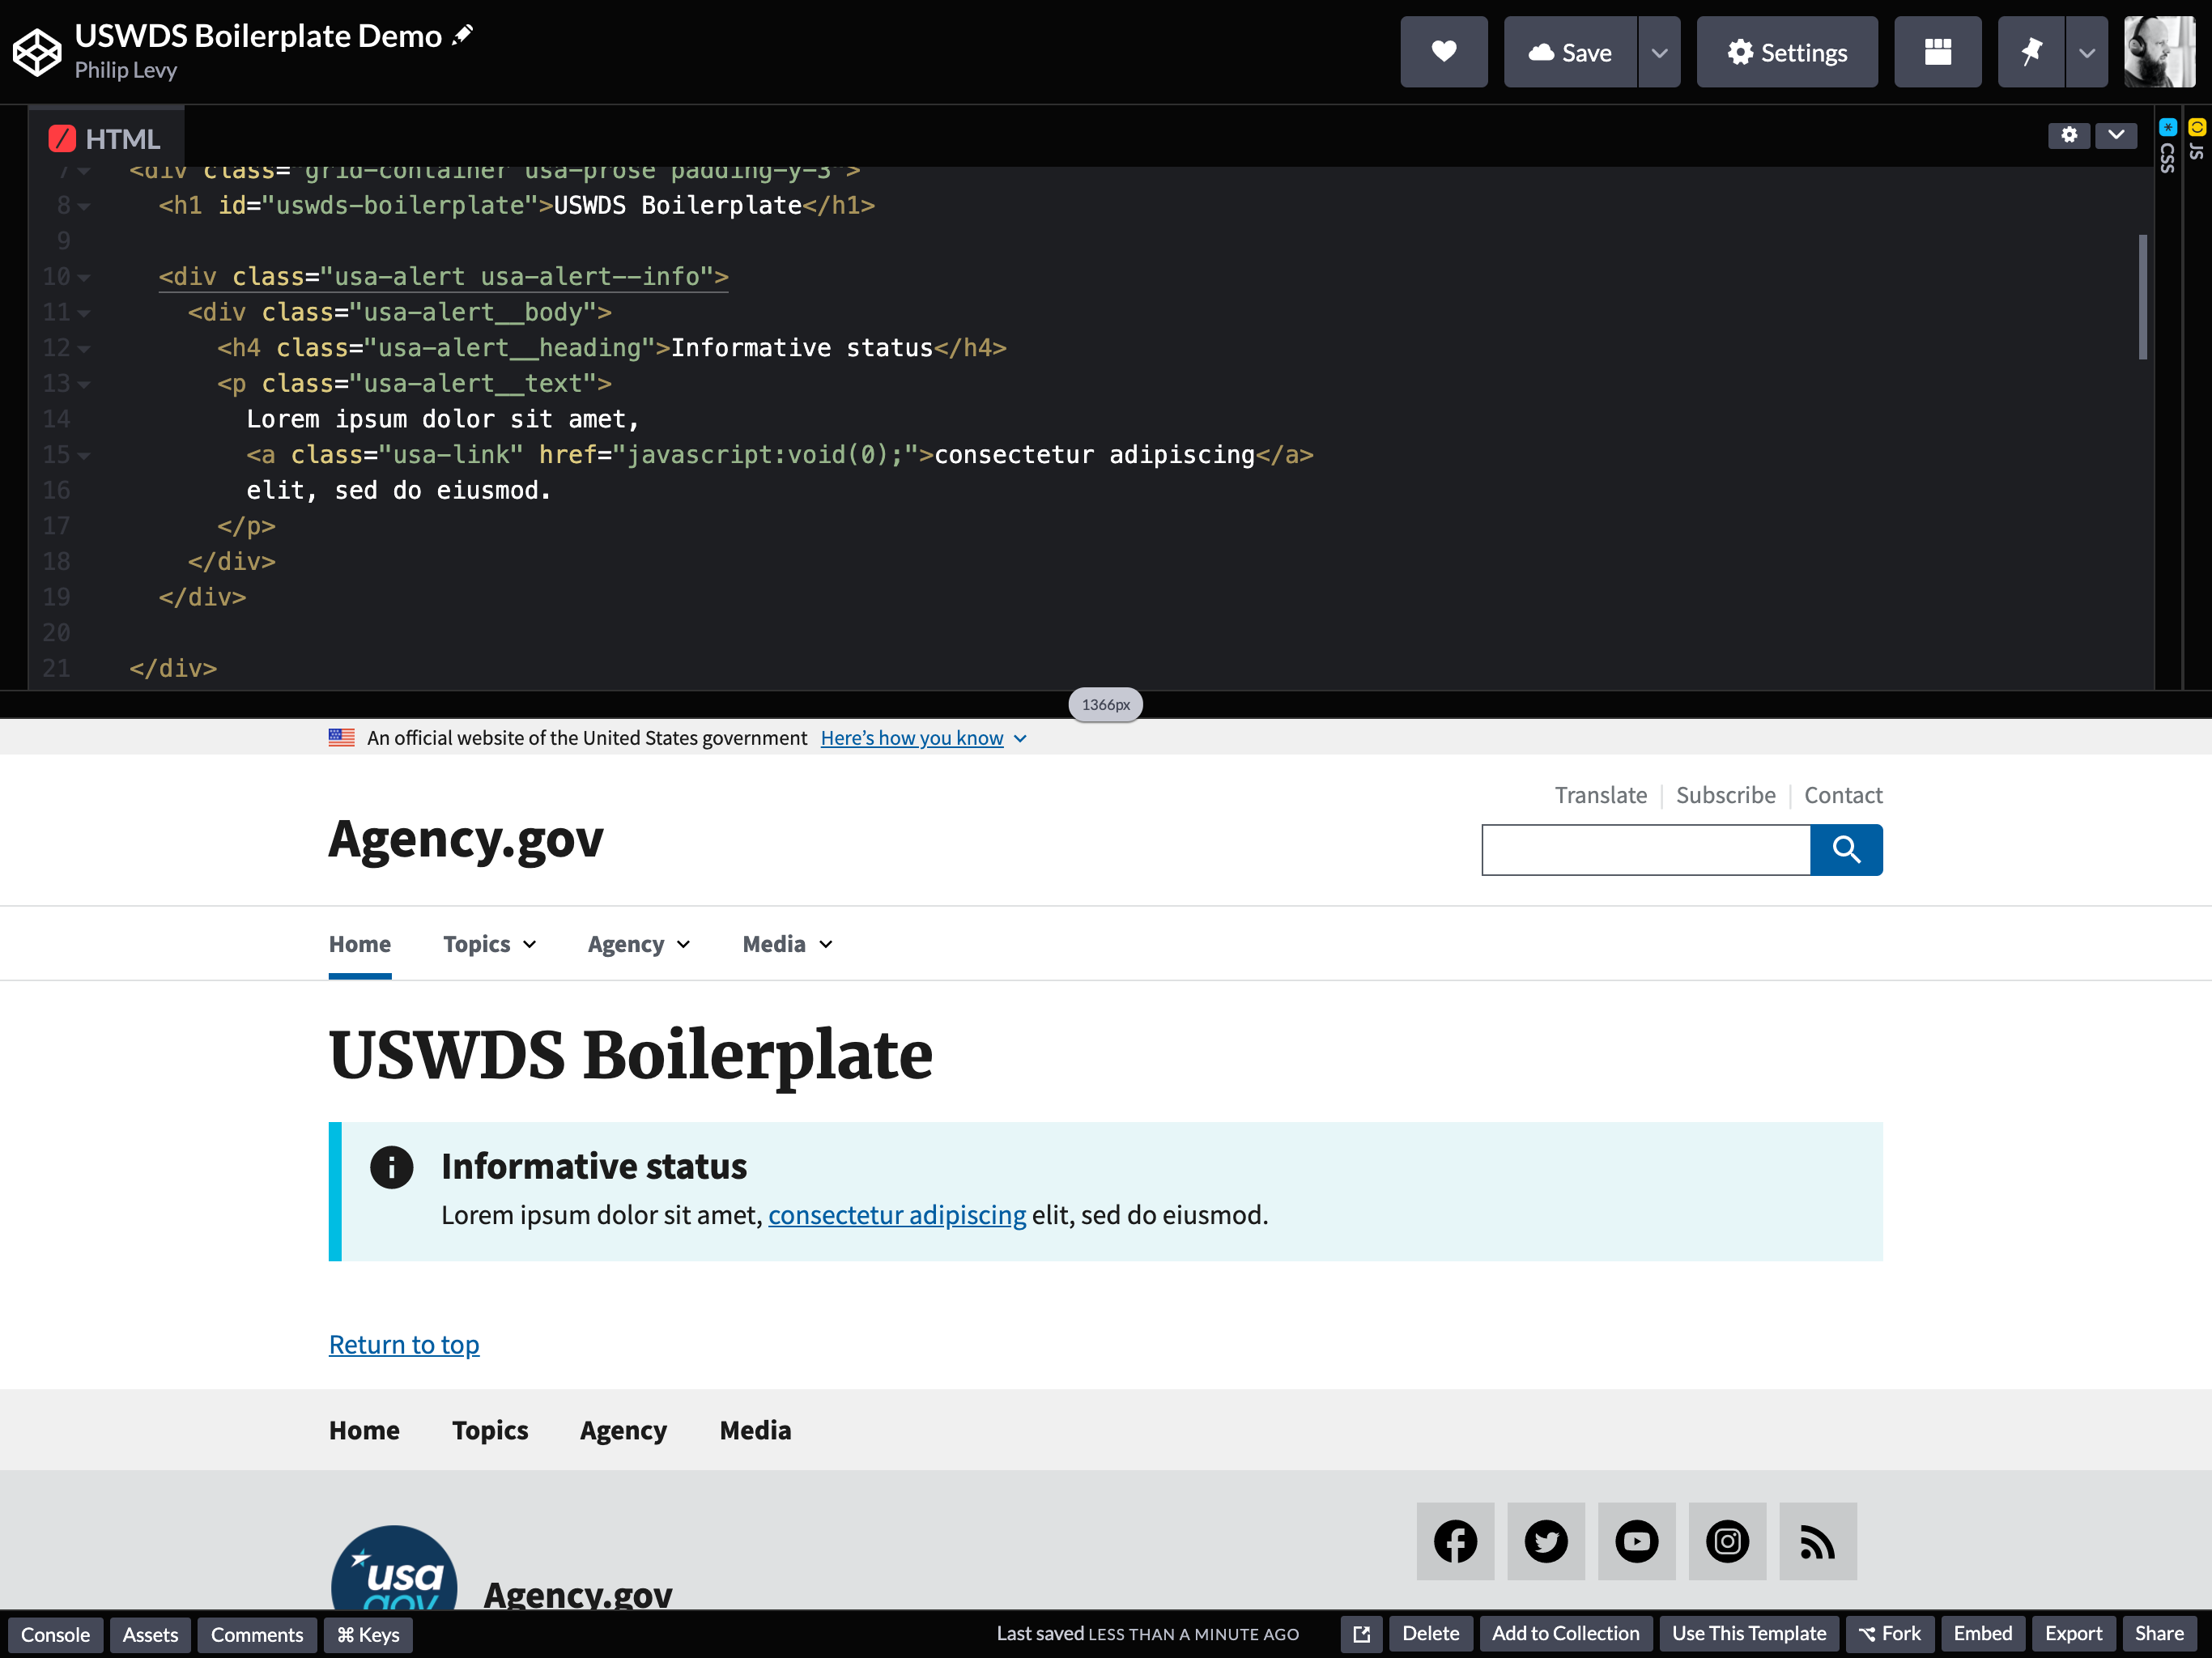 USWDS Boilerplate Demo
Philip Levy
Save
Settings
HTML
CSS
JS
7 <div class="grid-container usa-prose padding-y-3">
8 <h1 id="uswds-boilerplate">USWDS Boilerplate</h1>
9
10 <div class="usa-alert usa-alert--info">
11 <div class="usa-alert__body">
12 <h4 class="usa-alert__heading">Informative status</h4>
13 <p class="usa-alert__text">
14 Lorem ipsum dolor sit amet,
15 <a class="usa-link" href="javascript:void(0);">consectetur adipiscing</a>
16 elit, sed do eiusmod.
17 </p>
18 </div>
19 </div>
20
21 </div>
1366px
An official website of the United States government Here’s how you know
Translate Subscribe Contact
Agency.gov
Home Topics Agency Media
USWDS Boilerplate
i Informative status
Lorem ipsum dolor sit amet, consectetur adipiscing elit, sed do eiusmod.
Return to top
Home Topics Agency Media
usa
gov
Agency.gov
Console Assets Comments ⌘ Keys Last saved LESS THAN A MINUTE AGO Delete Add to Collection Use This Template Fork Embed Export Share